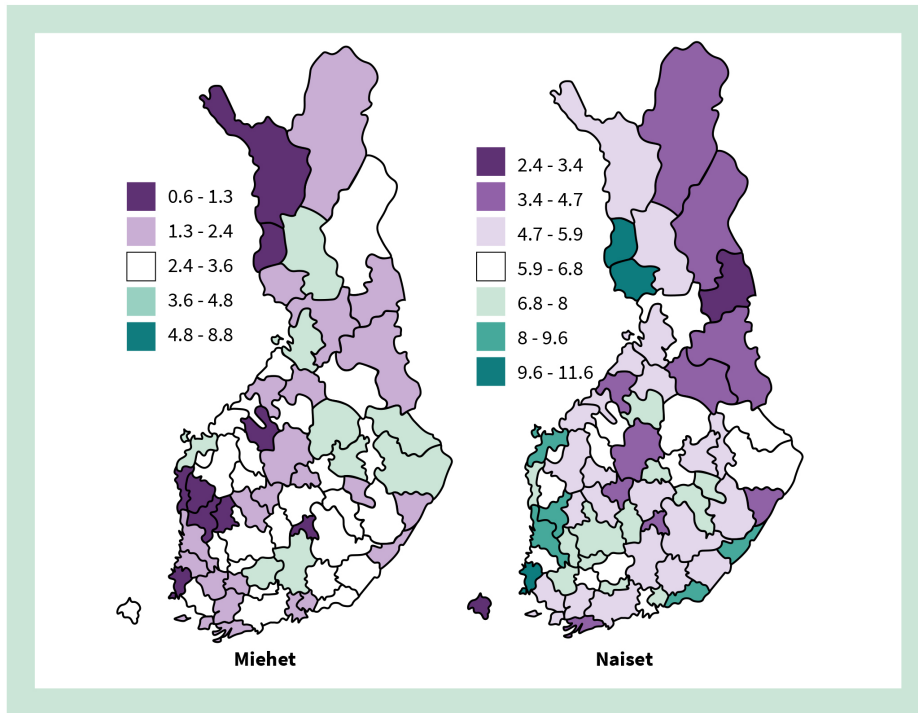 0.6 - 1.3
1.3 - 2.4
2.4 - 3.6
3.6 - 4.8
4.8 - 8.8
2.4 - 3.4
3.4 - 4.7
4.7 - 5.9
5.9 - 6.8
6.8 - 8
8 - 9.6
9.6 - 11.6
Miehet
Naiset